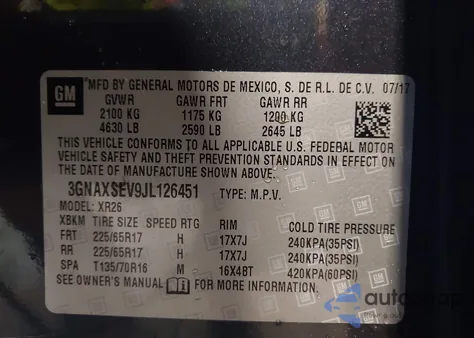 GM
MFD BY GENERAL MOTORS DE MEXICO, S. DE R.L. DE C.V. 07/17
GVWR GAWR FRT GAWR RR
2100 KG 1175 KG 1200 KG
4630 LB 2590 LB 2645 LB
THIS VEHICLE CONFORMS TO ALL APPLICABLE U.S. FEDERAL MOTOR
VEHICLE SAFETY AND THEFT PREVENTION STANDARDS IN EFFECT ON THE
DATE OF MANUFACTURE SHOWN ABOVE.
3GNAXSEV9JL126451 TYPE: M.P.V.
MODEL: XR26
XBKM TIRE SIZE SPEED RTG RIM COLD TIRE PRESSURE
FRT 225/65R17 H 17X7J 240KPA(35PSI)
RR 225/65R17 H 17X7J 240KPA(35PSI)
SPA T135/70R16 M 16X4BT 420KPA(60PSI)
SEE OWNER'S MANUAL FOR MORE INFORMATION.